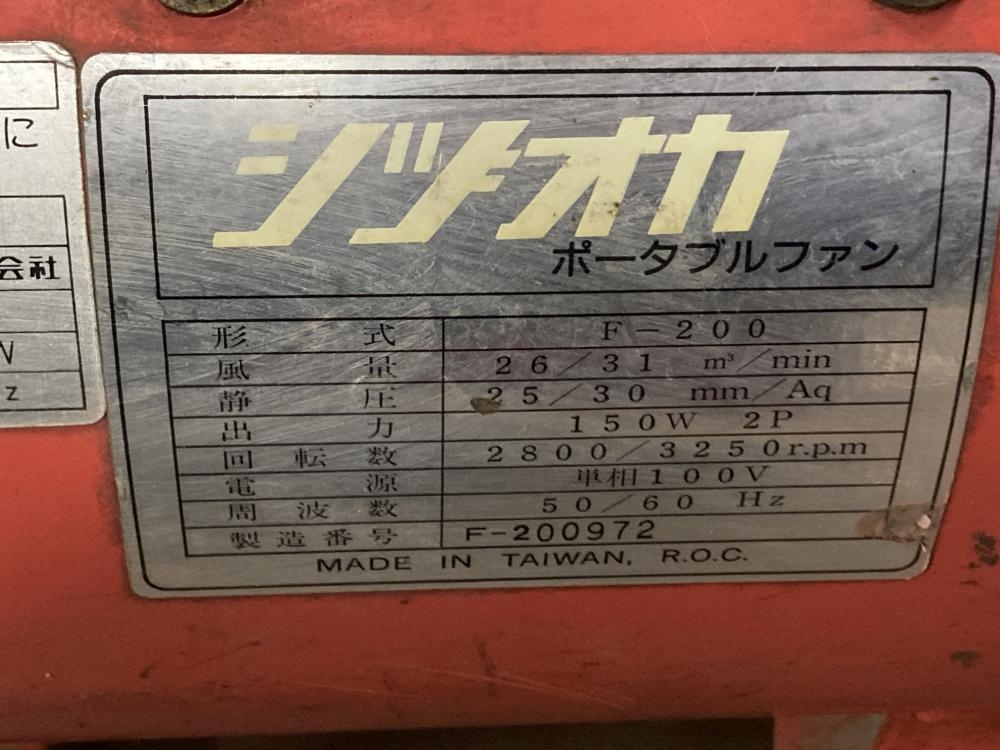 に
会社
W
z
シヅオカ
ポータブルファン
形式 F-200
風量 26/31 m³/min
静圧 25/30 mm/Aq
出力 150W 2P
回転数 2800/3250r.p.m
電源 単相100V
周波数 50/60 Hz
製造番号 F-200972
MADE IN TAIWAN, R.O.C.